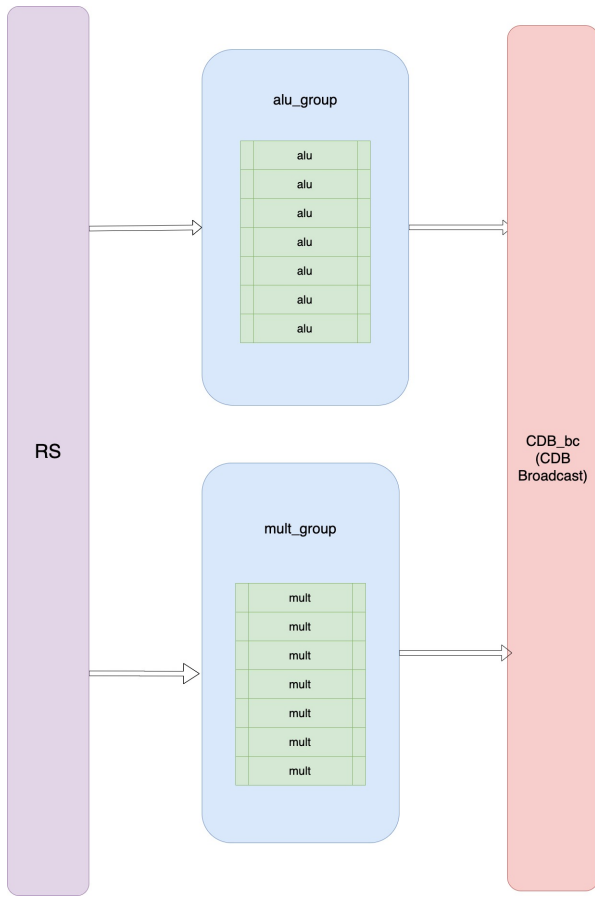 RS
alu_group
alu
alu
alu
alu
alu
alu
alu
mult_group
mult
mult
mult
mult
mult
mult
mult
CDB_bc
(CDB
Broadcast)